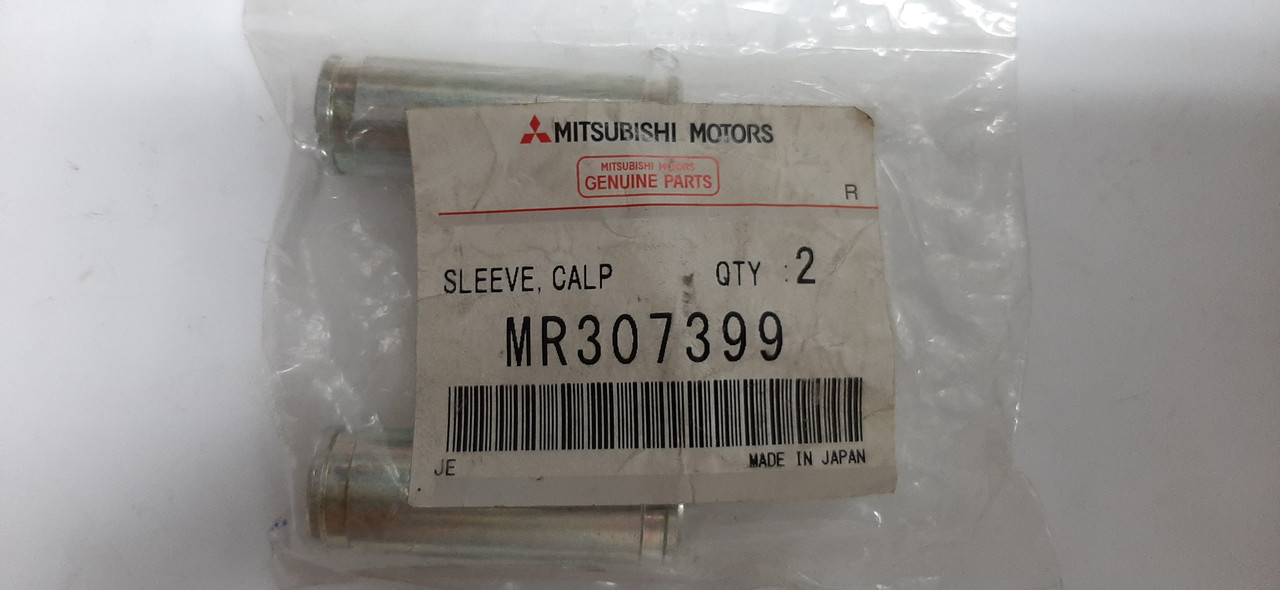 MITSUBISHI MOTORS
MITSUBISHI MOTORS
GENUINE PARTS
R
SLEEVE, CALP QTY : 2
MR307399
JE MADE IN JAPAN